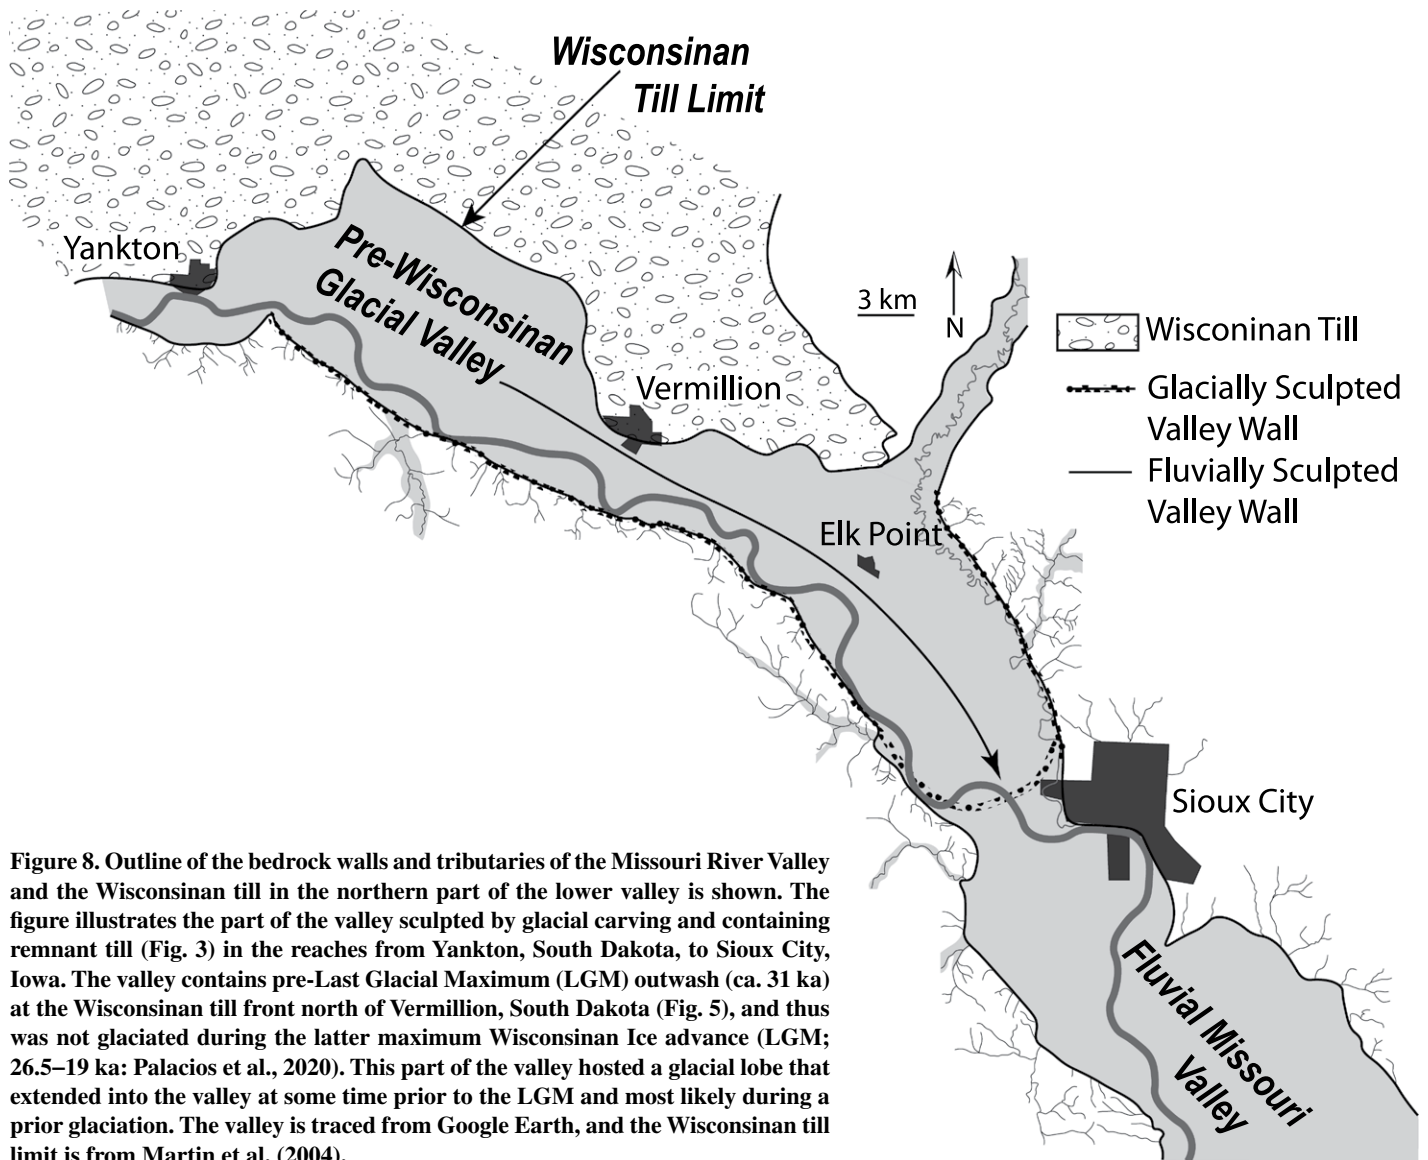 Wisconsinan
Till Limit
Yankton
Pre-Wisconsinan
Glacial Valley
3 km
N
Wisconinan Till
Vermillion
Glacially Sculpted
Valley Wall
Fluvially Sculpted
Valley Wall
Elk Point
Sioux City
Fluvial Missouri
Valley
Figure 8. Outline of the bedrock walls and tributaries of the Missouri River Valley
and the Wisconsinan till in the northern part of the lower valley is shown. The
figure illustrates the part of the valley sculpted by glacial carving and containing
remnant till (Fig. 3) in the reaches from Yankton, South Dakota, to Sioux City,
Iowa. The valley contains pre-Last Glacial Maximum (LGM) outwash (ca. 31 ka)
at the Wisconsinan till front north of Vermillion, South Dakota (Fig. 5), and thus
was not glaciated during the latter maximum Wisconsinan Ice advance (LGM;
26.5–19 ka: Palacios et al., 2020). This part of the valley hosted a glacial lobe that
extended into the valley at some time prior to the LGM and most likely during a
prior glaciation. The valley is traced from Google Earth, and the Wisconsinan till
limit is from Martin et al. (2004).